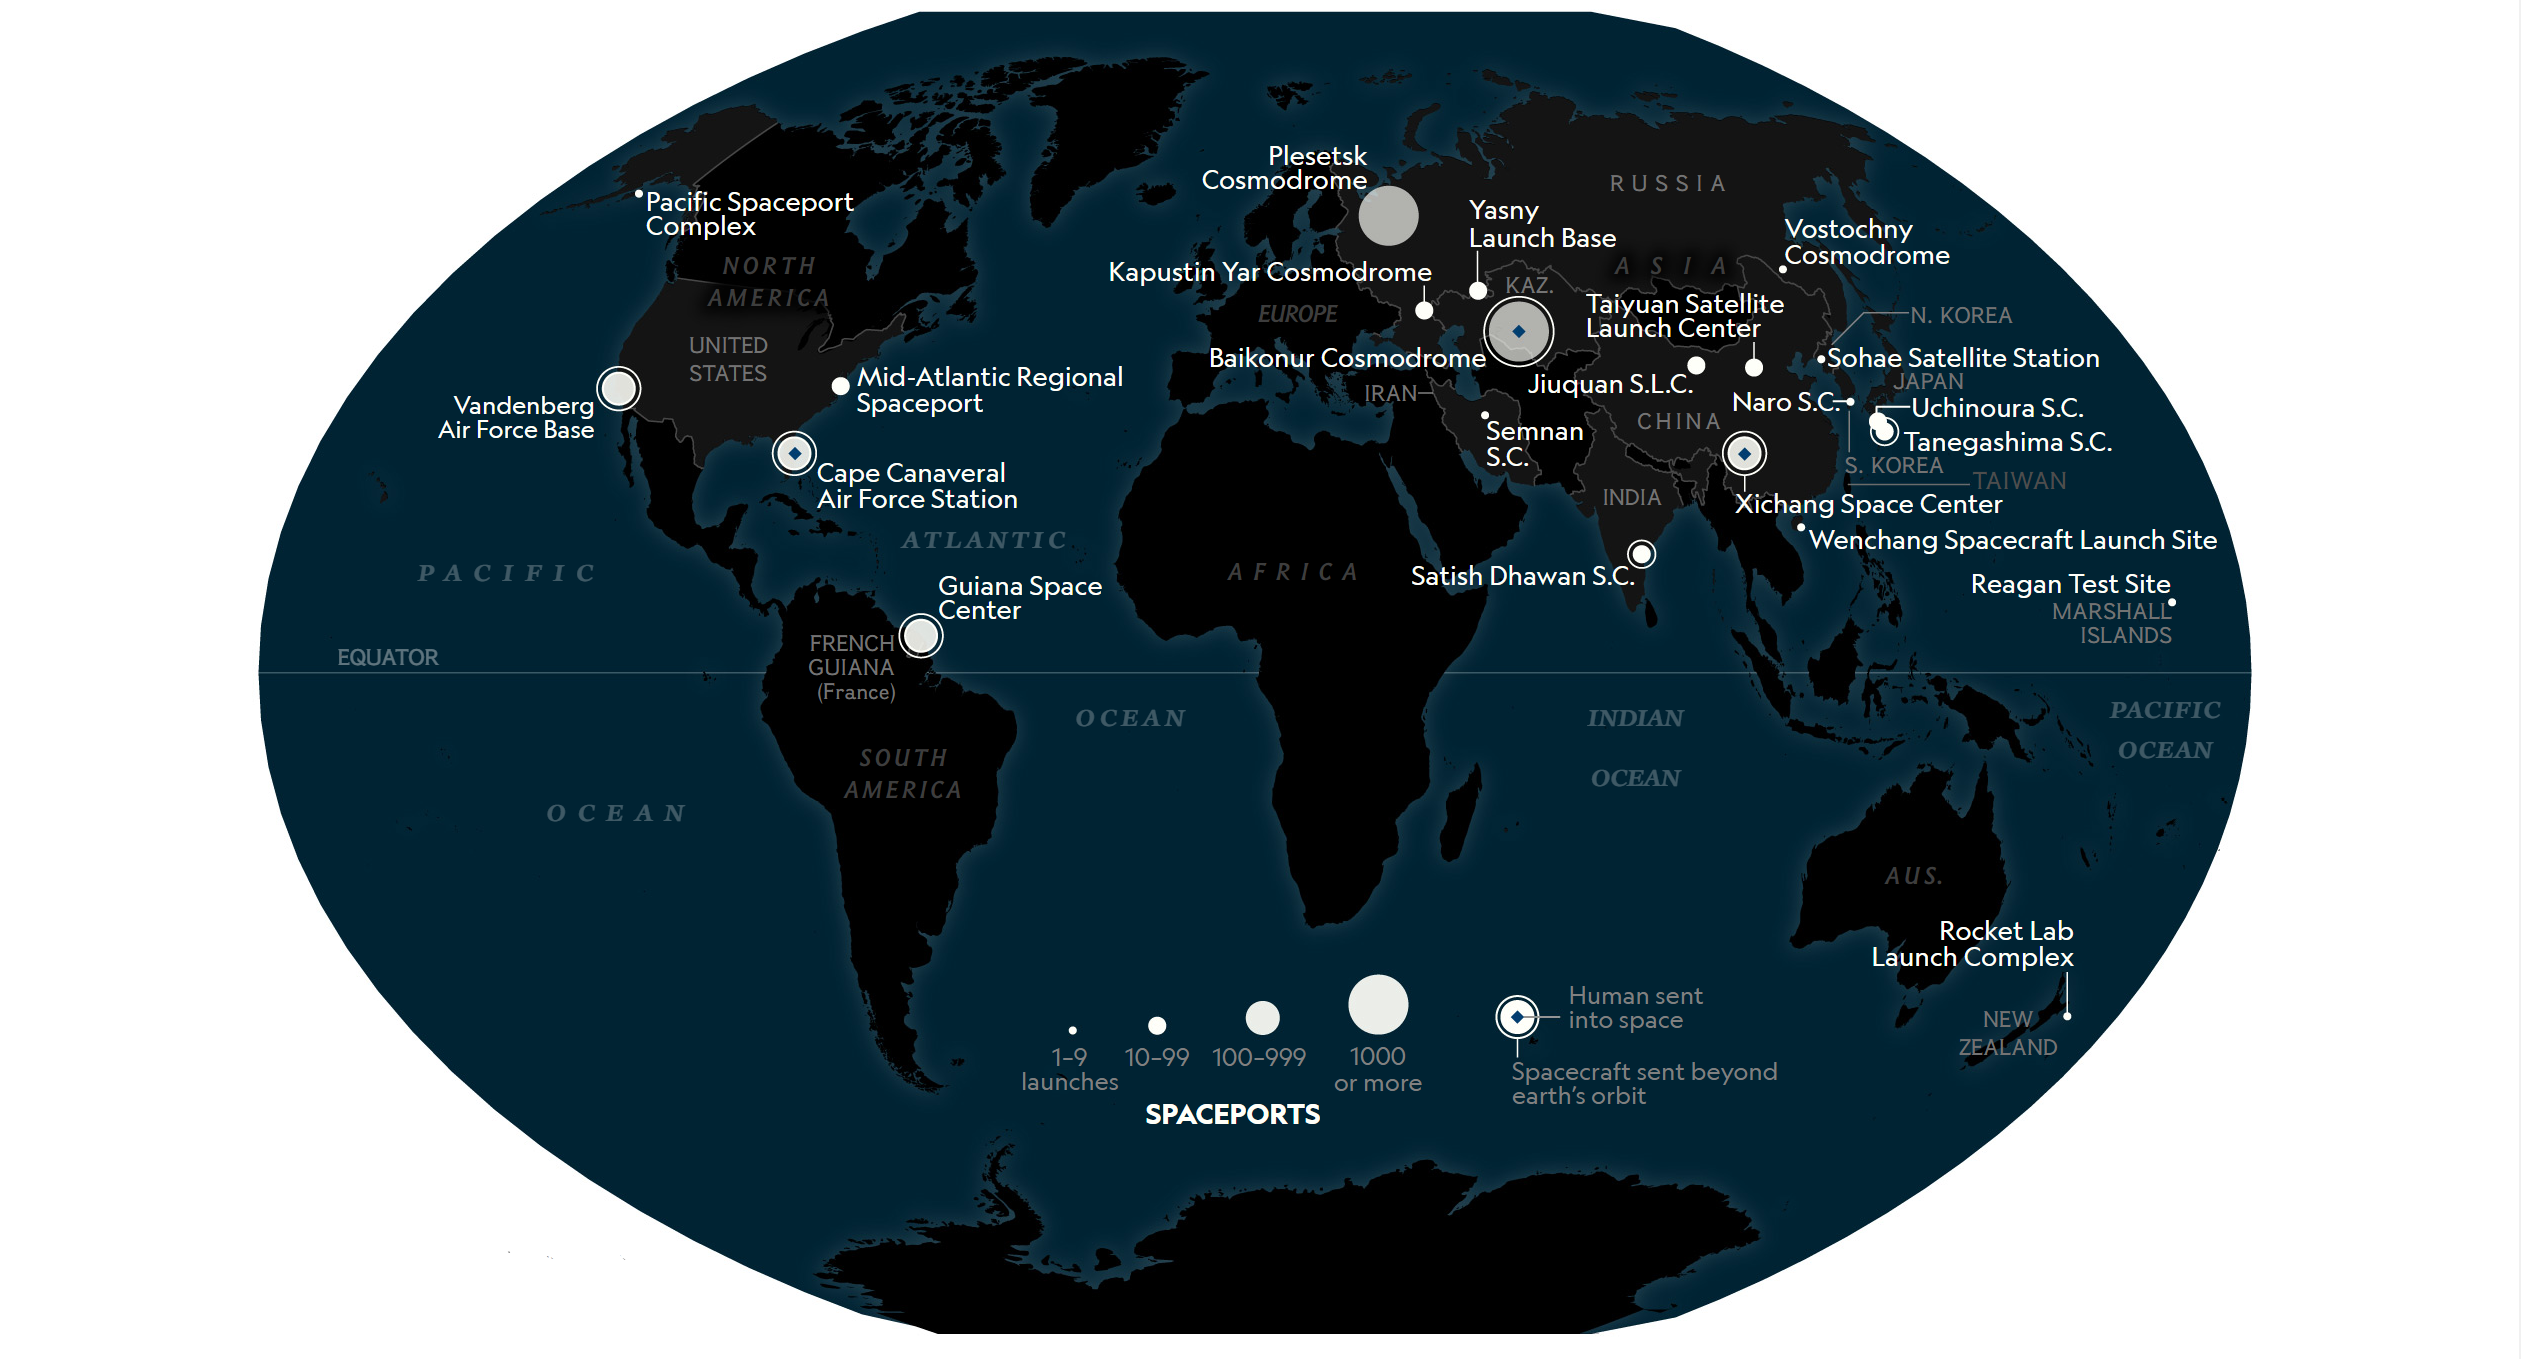 Plesetsk
Cosmodrome
RUSSIA
Pacific Spaceport
Complex
Yasny
Launch Base
Vostochny
Cosmodrome
NORTH
AMERICA
Kapustin Yar Cosmodrome
ASIA
KAZ.
EUROPE
Taiyuan Satellite
Launch Center
N. KOREA
UNITED
STATES
Baikonur Cosmodrome
Sohae Satellite Station
Mid-Atlantic Regional
Spaceport
IRAN
Jiuquan S.L.C.
JAPAN
Vandenberg
Air Force Base
Naro S.C.
Uchinoura S.C.
CHINA
Semnan
S.C.
Tanegashima S.C.
Cape Canaveral
Air Force Station
S. KOREA
TAIWAN
INDIA
Xichang Space Center
ATLANTIC
Wenchang Spacecraft Launch Site
PACIFIC
AFRICA
Satish Dhawan S.C.
Reagan Test Site
MARSHALL
ISLANDS
Guiana Space
Center
FRENCH
GUIANA
(France)
EQUATOR
OCEAN
INDIAN
OCEAN
PACIFIC
OCEAN
SOUTH
AMERICA
OCEAN
AUS.
Rocket Lab
Launch Complex
NEW
ZEALAND
1–9
launches
10–99
100–999
1000
or more
SPACEPORTS
Human sent
into space
Spacecraft sent beyond
earth's orbit